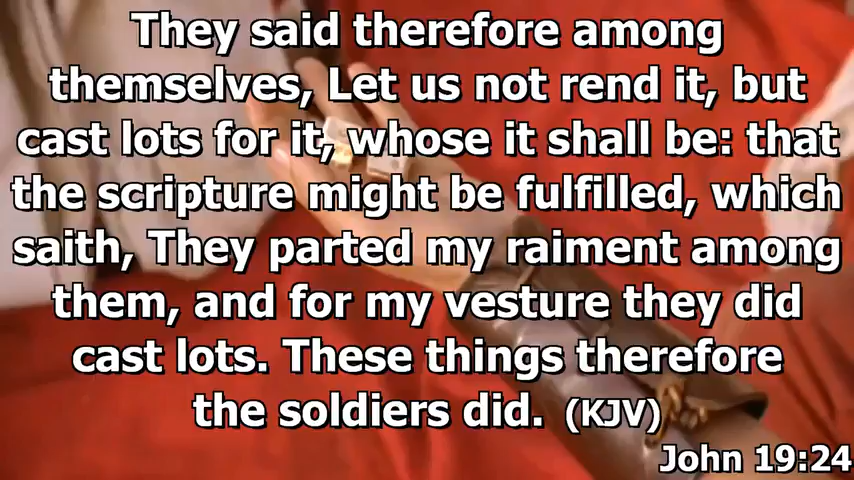 They said therefore among
themselves, Let us not rend it, but
cast lots for it, whose it shall be: that
the scripture might be fulfilled, which
saith, They parted my raiment among
them, and for my vesture they did
cast lots. These things therefore
the soldiers did. (KJV)
John 19:24